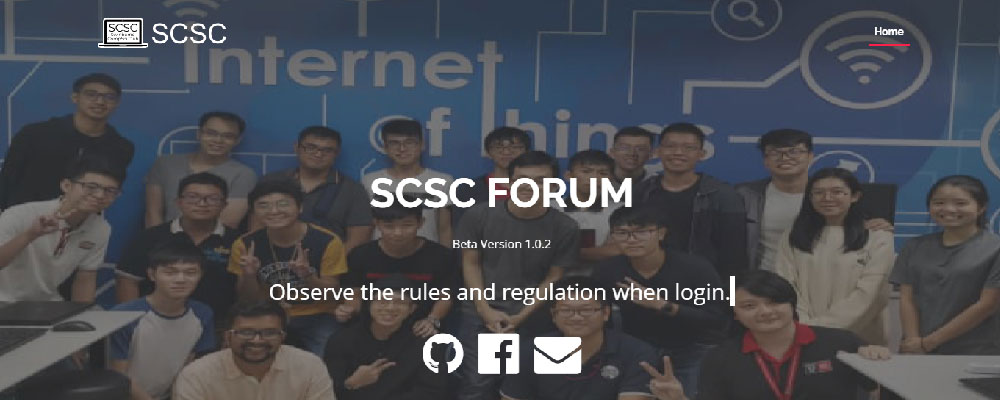 SCSC
SCSC
Home
Internet
of Things
SCSC FORUM
Beta Version 1.0.2
Observe the rules and regulation when login.